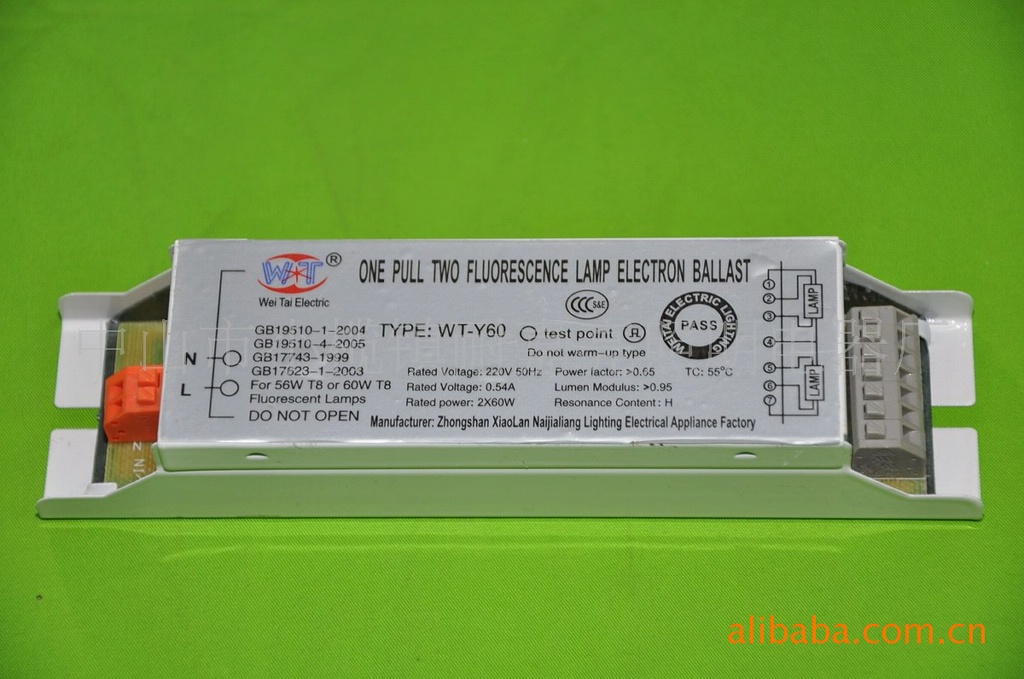 WT ®
Wei Tai Electric
ONE PULL TWO FLUORESCENCE LAMP ELECTRON BALLAST
GB19510-1-2004
GB19510-4-2005
GB17743-1999
GB17623-1-2003
For 56W T8 or 60W T8
Fluorescent Lamps
DO NOT OPEN
N
L
TYPE: WT-Y60
test point
Do not warm-up type
CCC S&E
WEITAI ELECTRIC LIGHTING
PASS
Rated Voltage: 220V 50Hz
Rated Voltage: 0.54A
Rated power: 2X60W
Power factor: >0.65
Lumen Modulus: >0.95
Resonance Content: H
TC: 55°C
Manufacturer: Zhongshan XiaoLan Naijialiang Lighting Electrical Appliance Factory
1
2
3
4
5
6
7
LAMP
LAMP
alibaba.com.cn